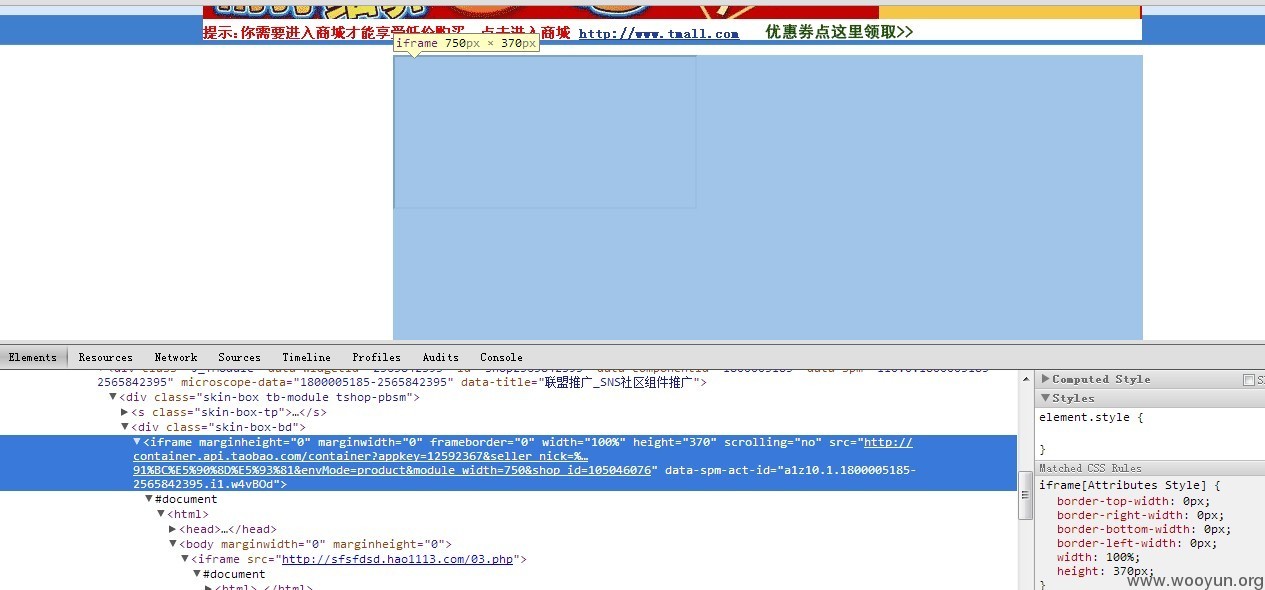 提示:你需要进入商城才能享受低价购买,点击进入商城 http://www.tmall.com 优惠券点这里领取>>
iframe 750px × 370px
Elements Resources Network Sources Timeline Profiles Audits Console
2565842395" microscope-data="1800005185-2565842395" data-title="联盟推广_SNS社区组件推广">
▼<div class="skin-box tb-module tshop-pbsm">
▶<s class="skin-box-tp">…</s>
▼<div class="skin-box-bd">
▼<iframe marginheight="0" marginwidth="0" frameborder="0" width="100%" height="370" scrolling="no" src="http://
container.api.taobao.com/container?appkey=12592367&seller_nick=%…
91%BC%E5%90%8D%E5%93%81&envMode=product&module_width=750&shop_id=105046076" data-spm-act-id="a1z10.1.1800005185-
2565842395.i1.w4vBOd">
▼#document
▼<html>
▶<head>…</head>
▼<body marginwidth="0" marginheight="0">
▼<iframe src="http://sfsfdsd.hao1113.com/03.php">
▼#document
▶<html>…</html>
▶Computed Style
▼Styles
element.style {
}
Matched CSS Rules
iframe[Attributes Style] {
border-top-width: 0px;
border-right-width: 0px;
border-bottom-width: 0px;
border-left-width: 0px;
width: 100%;
height: 370px;
}
www.wooyun.org